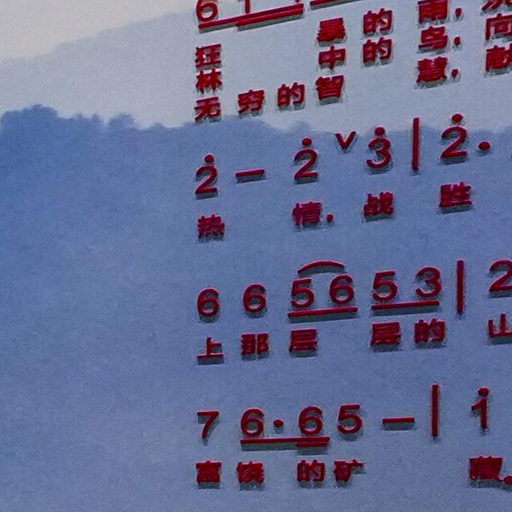 6 1 1
狂 暴的 雨,
林 中的 鸟, 向
无穷的智 慧, 献
2 – 2 ∨ 3 | 2 ·
热 情, 战 胜
6 6 5 6 5 3 | 2
上 那 层 层 的 山
7 6 · 6 5 – | i
富 饶 的 矿 藏。